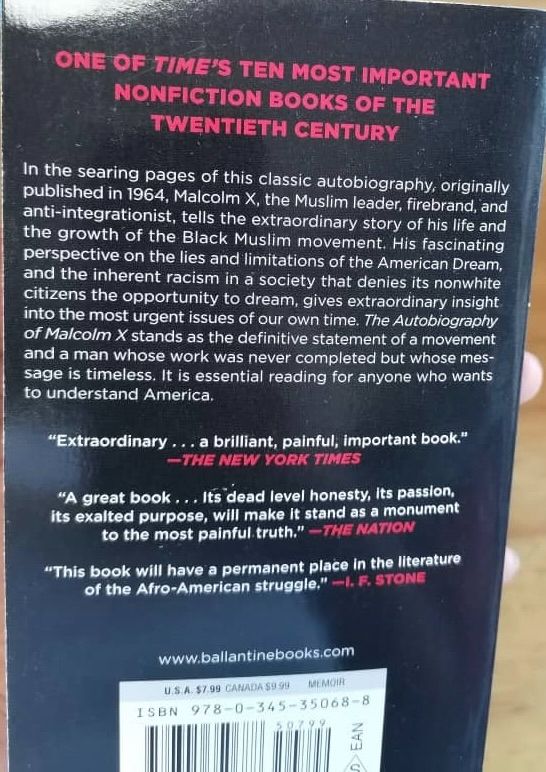 ONE OF TIME'S TEN MOST IMPORTANT
NONFICTION BOOKS OF THE
TWENTIETH CENTURY
In the searing pages of this classic autobiography, originally
published in 1964, Malcolm X, the Muslim leader, firebrand, and
anti-integrationist, tells the extraordinary story of his life and
the growth of the Black Muslim movement. His fascinating
perspective on the lies and limitations of the American Dream,
and the inherent racism in a society that denies its nonwhite
citizens the opportunity to dream, gives extraordinary insight
into the most urgent issues of our own time. The Autobiography
of Malcolm X stands as the definitive statement of a movement
and a man whose work was never completed but whose mes-
sage is timeless. It is essential reading for anyone who wants
to understand America.
“Extraordinary . . . a brilliant, painful, important book.”
—THE NEW YORK TIMES
“A great book . . . Its dead level honesty, its passion,
its exalted purpose, will make it stand as a monument
to the most painful truth.” —THE NATION
“This book will have a permanent place in the literature
of the Afro-American struggle.” —I. F. STONE
www.ballantinebooks.com
U.S.A. $7.99 CANADA $9.99 MEMOIR
ISBN 978-0-345-35068-8
50799
EAN
S